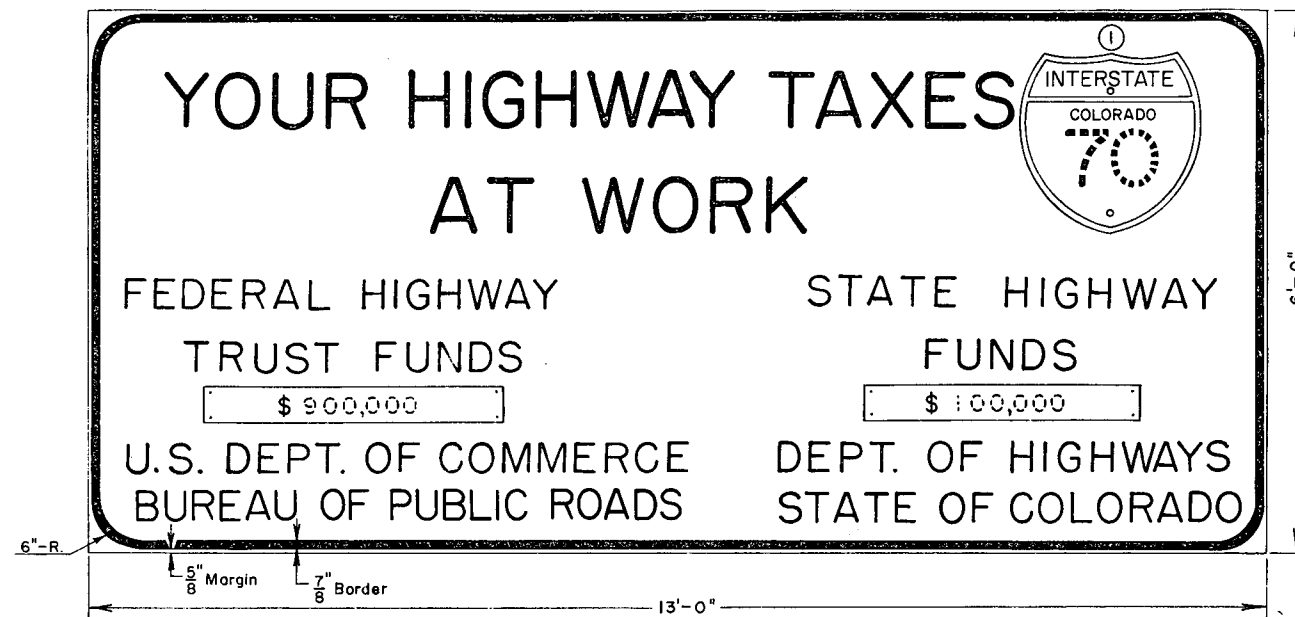 1
YOUR HIGHWAY TAXES
INTERSTATE
COLORADO
70
AT WORK
FEDERAL HIGHWAY
TRUST FUNDS
$ 900,000
U.S. DEPT. OF COMMERCE
BUREAU OF PUBLIC ROADS
STATE HIGHWAY
FUNDS
$ 100,000
DEPT. OF HIGHWAYS
STATE OF COLORADO
6'-0"
6"-R.
5/8" Margin
7/8" Border
13'-0"